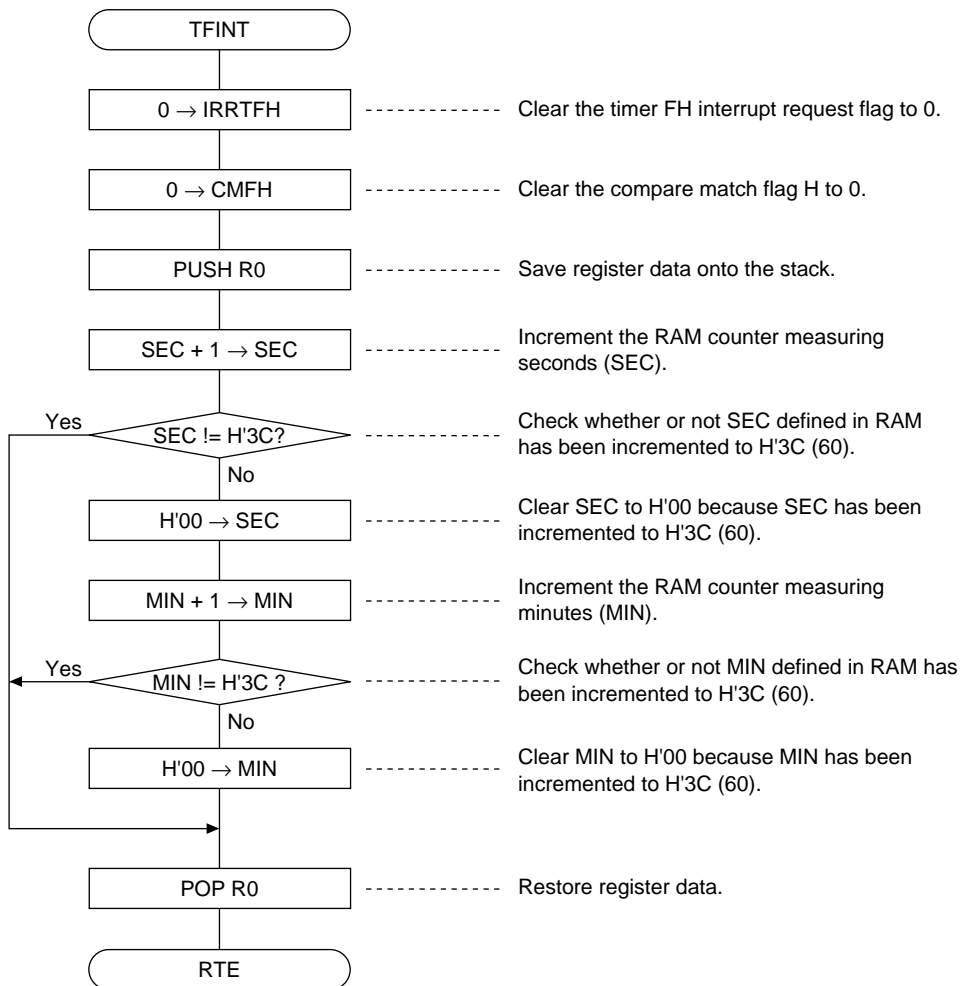 TFINT
0 → IRRTFH
Clear the timer FH interrupt request flag to 0.
0 → CMFH
Clear the compare match flag H to 0.
PUSH R0
Save register data onto the stack.
SEC + 1 → SEC
Increment the RAM counter measuring
seconds (SEC).
Yes
SEC != H'3C?
Check whether or not SEC defined in RAM
has been incremented to H'3C (60).
No
H'00 → SEC
Clear SEC to H'00 because SEC has been
incremented to H'3C (60).
MIN + 1 → MIN
Increment the RAM counter measuring
minutes (MIN).
Yes
MIN != H'3C ?
Check whether or not MIN defined in RAM has
been incremented to H'3C (60).
No
H'00 → MIN
Clear MIN to H'00 because MIN has been
incremented to H'3C (60).
POP R0
Restore register data.
RTE